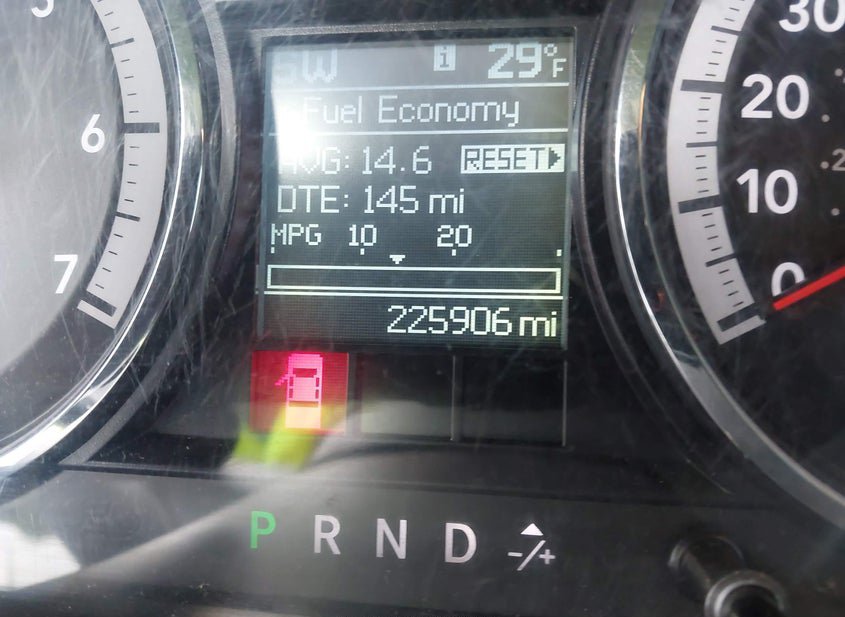 SW i 29°F
Fuel Economy
AVG: 14.6 RESET
DTE: 145 mi
MPG 10 20
225906 mi
P R N D -/+
5
6
7
30
20
10
0